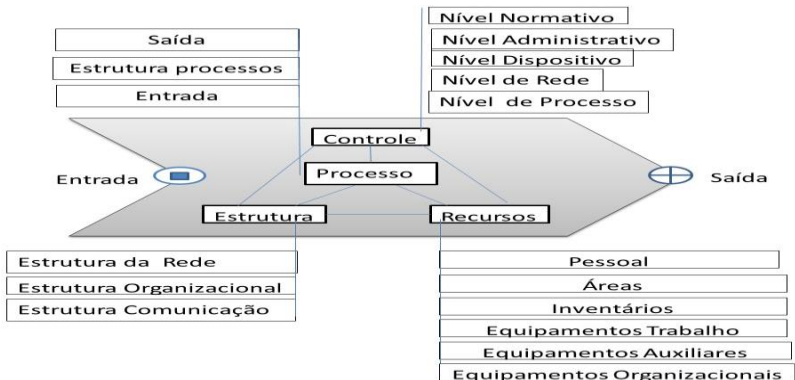 Saída
Estrutura processos
Entrada
Nível Normativo
Nível Administrativo
Nível Dispositivo
Nível de Rede
Nível de Processo
Controle
Processo
Entrada
Saída
Estrutura
Recursos
Estrutura da Rede
Estrutura Organizacional
Estrutura Comunicação
Pessoal
Áreas
Inventários
Equipamentos Trabalho
Equipamentos Auxiliares
Equipamentos Organizacionais